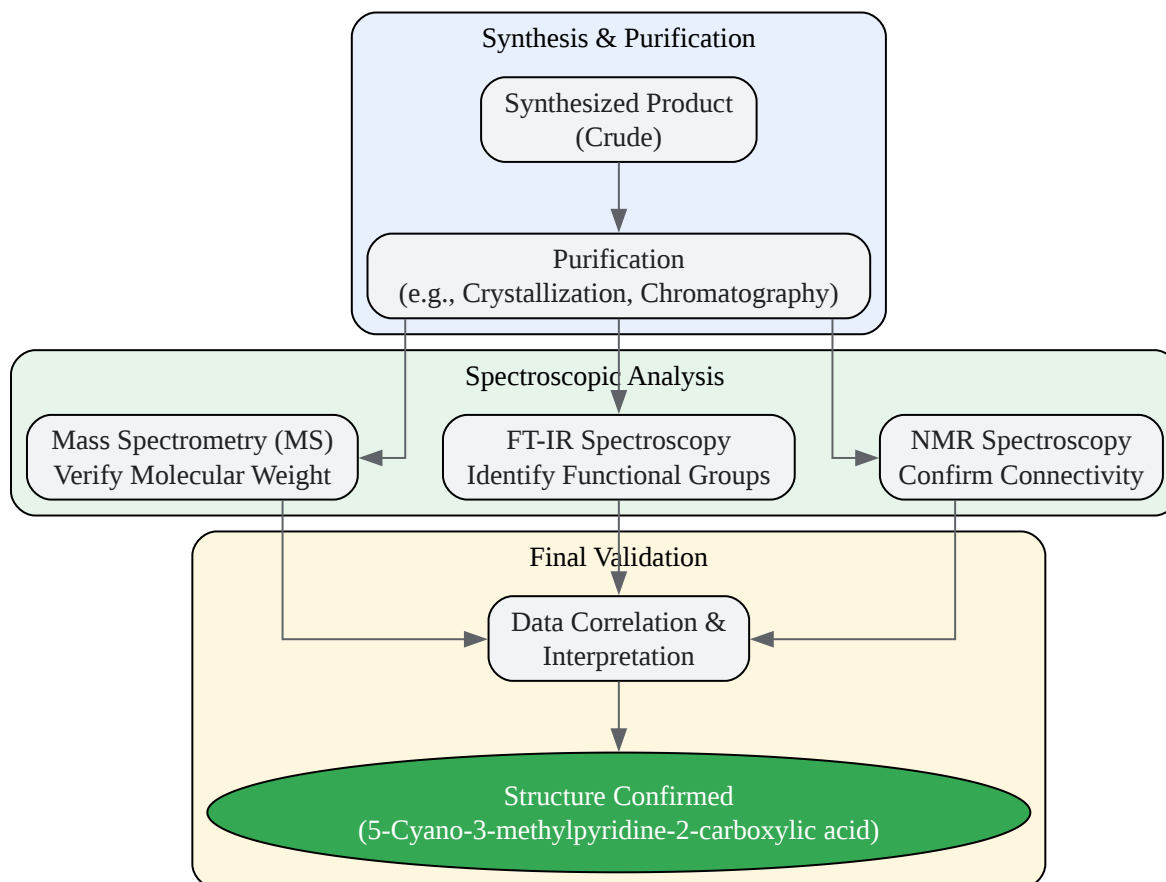 Synthesis & Purification
Synthesized Product
(Crude)
Purification
(e.g., Crystallization, Chromatography)
Spectroscopic Analysis
Mass Spectrometry (MS)
Verify Molecular Weight
FT-IR Spectroscopy
Identify Functional Groups
NMR Spectroscopy
Confirm Connectivity
Final Validation
Data Correlation &
Interpretation
Structure Confirmed
(5-Cyano-3-methylpyridine-2-carboxylic acid)